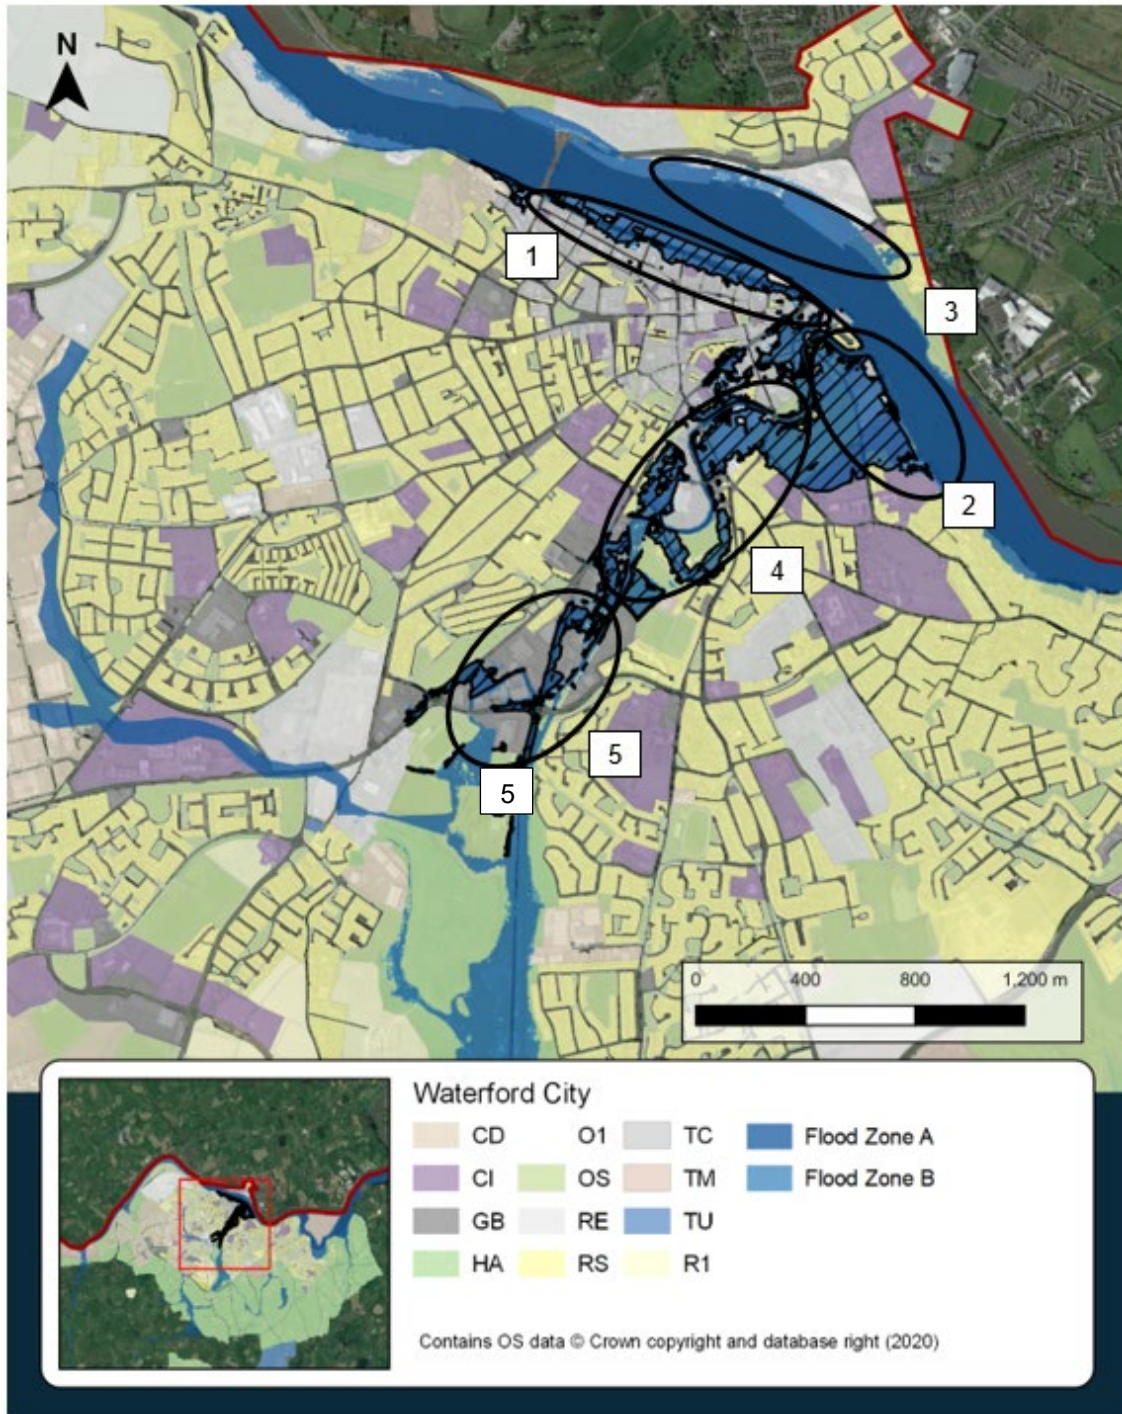 N
1
3
2
4
5
5
0 400 800 1,200 m
Waterford City
CD O1 TC Flood Zone A
CI OS TM Flood Zone B
GB RE TU
HA RS R1
Contains OS data © Crown copyright and database right (2020)